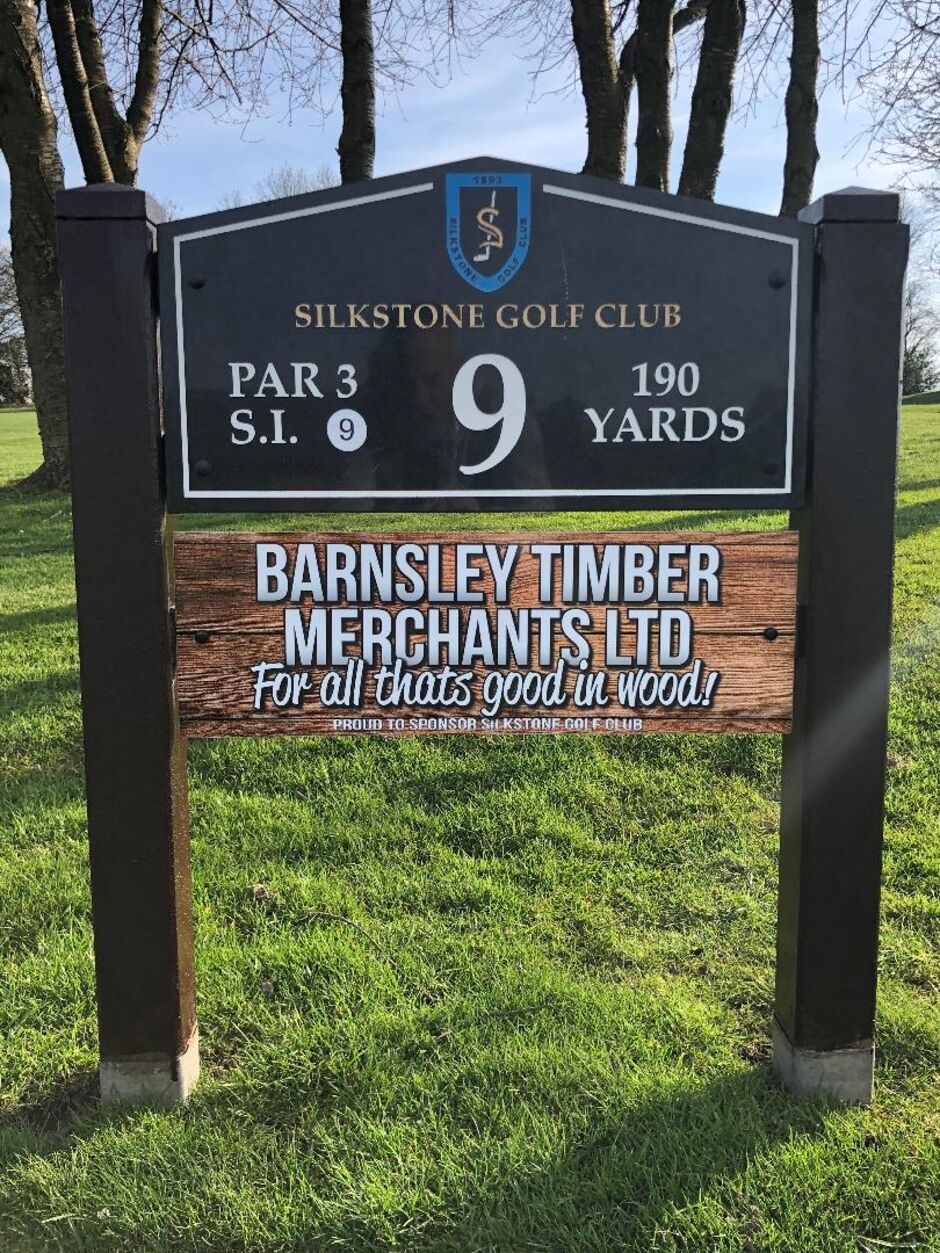 1893
SILKSTONE GOLF CLUB
SILKSTONE GOLF CLUB
PAR 3
S.I. 9
9
190
YARDS
BARNSLEY TIMBER
MERCHANTS LTD
For all thats good in wood!
PROUD TO SPONSOR SILKSTONE GOLF CLUB